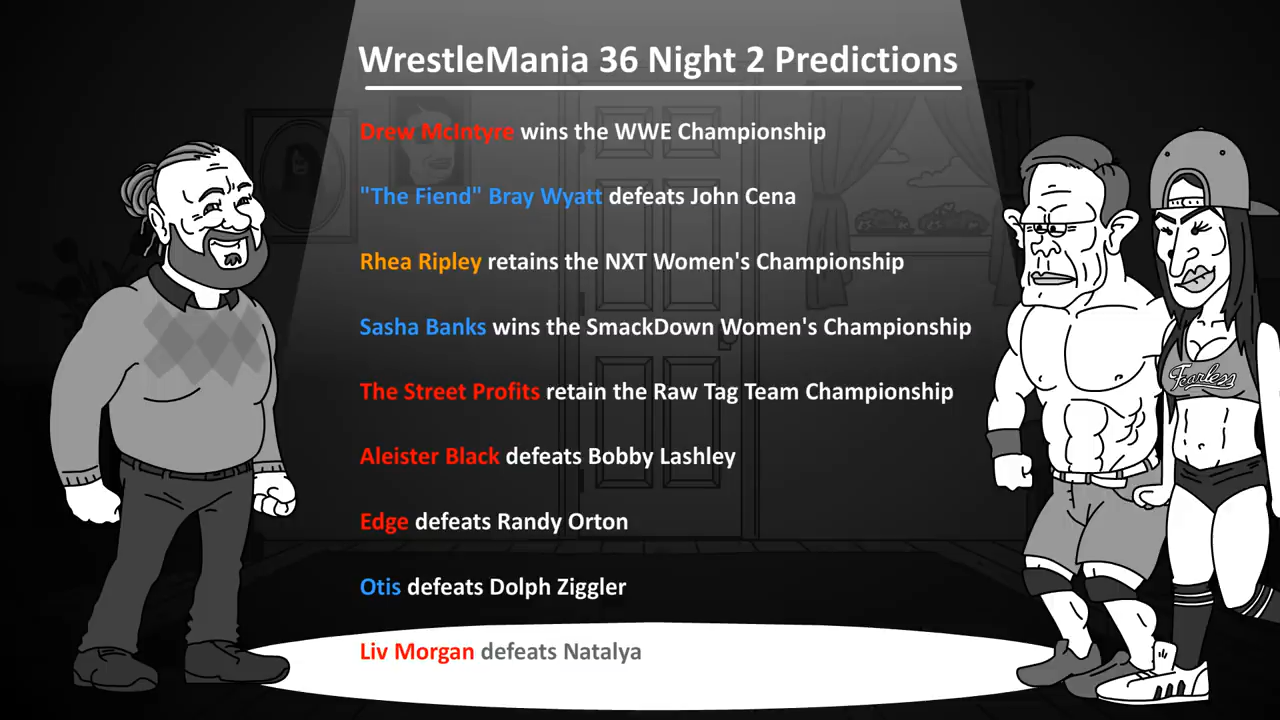 WrestleMania 36 Night 2 Predictions
Drew McIntyre wins the WWE Championship
"The Fiend" Bray Wyatt defeats John Cena
Rhea Ripley retains the NXT Women's Championship
Sasha Banks wins the SmackDown Women's Championship
The Street Profits retain the Raw Tag Team Championship
Aleister Black defeats Bobby Lashley
Edge defeats Randy Orton
Otis defeats Dolph Ziggler
Liv Morgan defeats Natalya
Fearless